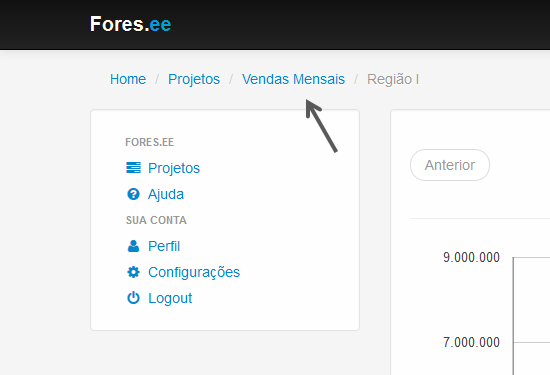 Fores.ee
Home / Projetos / Vendas Mensais / Região I
FORES.EE
Projetos
Ajuda
SUA CONTA
Perfil
Configurações
Logout
Anterior
9.000.000
7.000.000